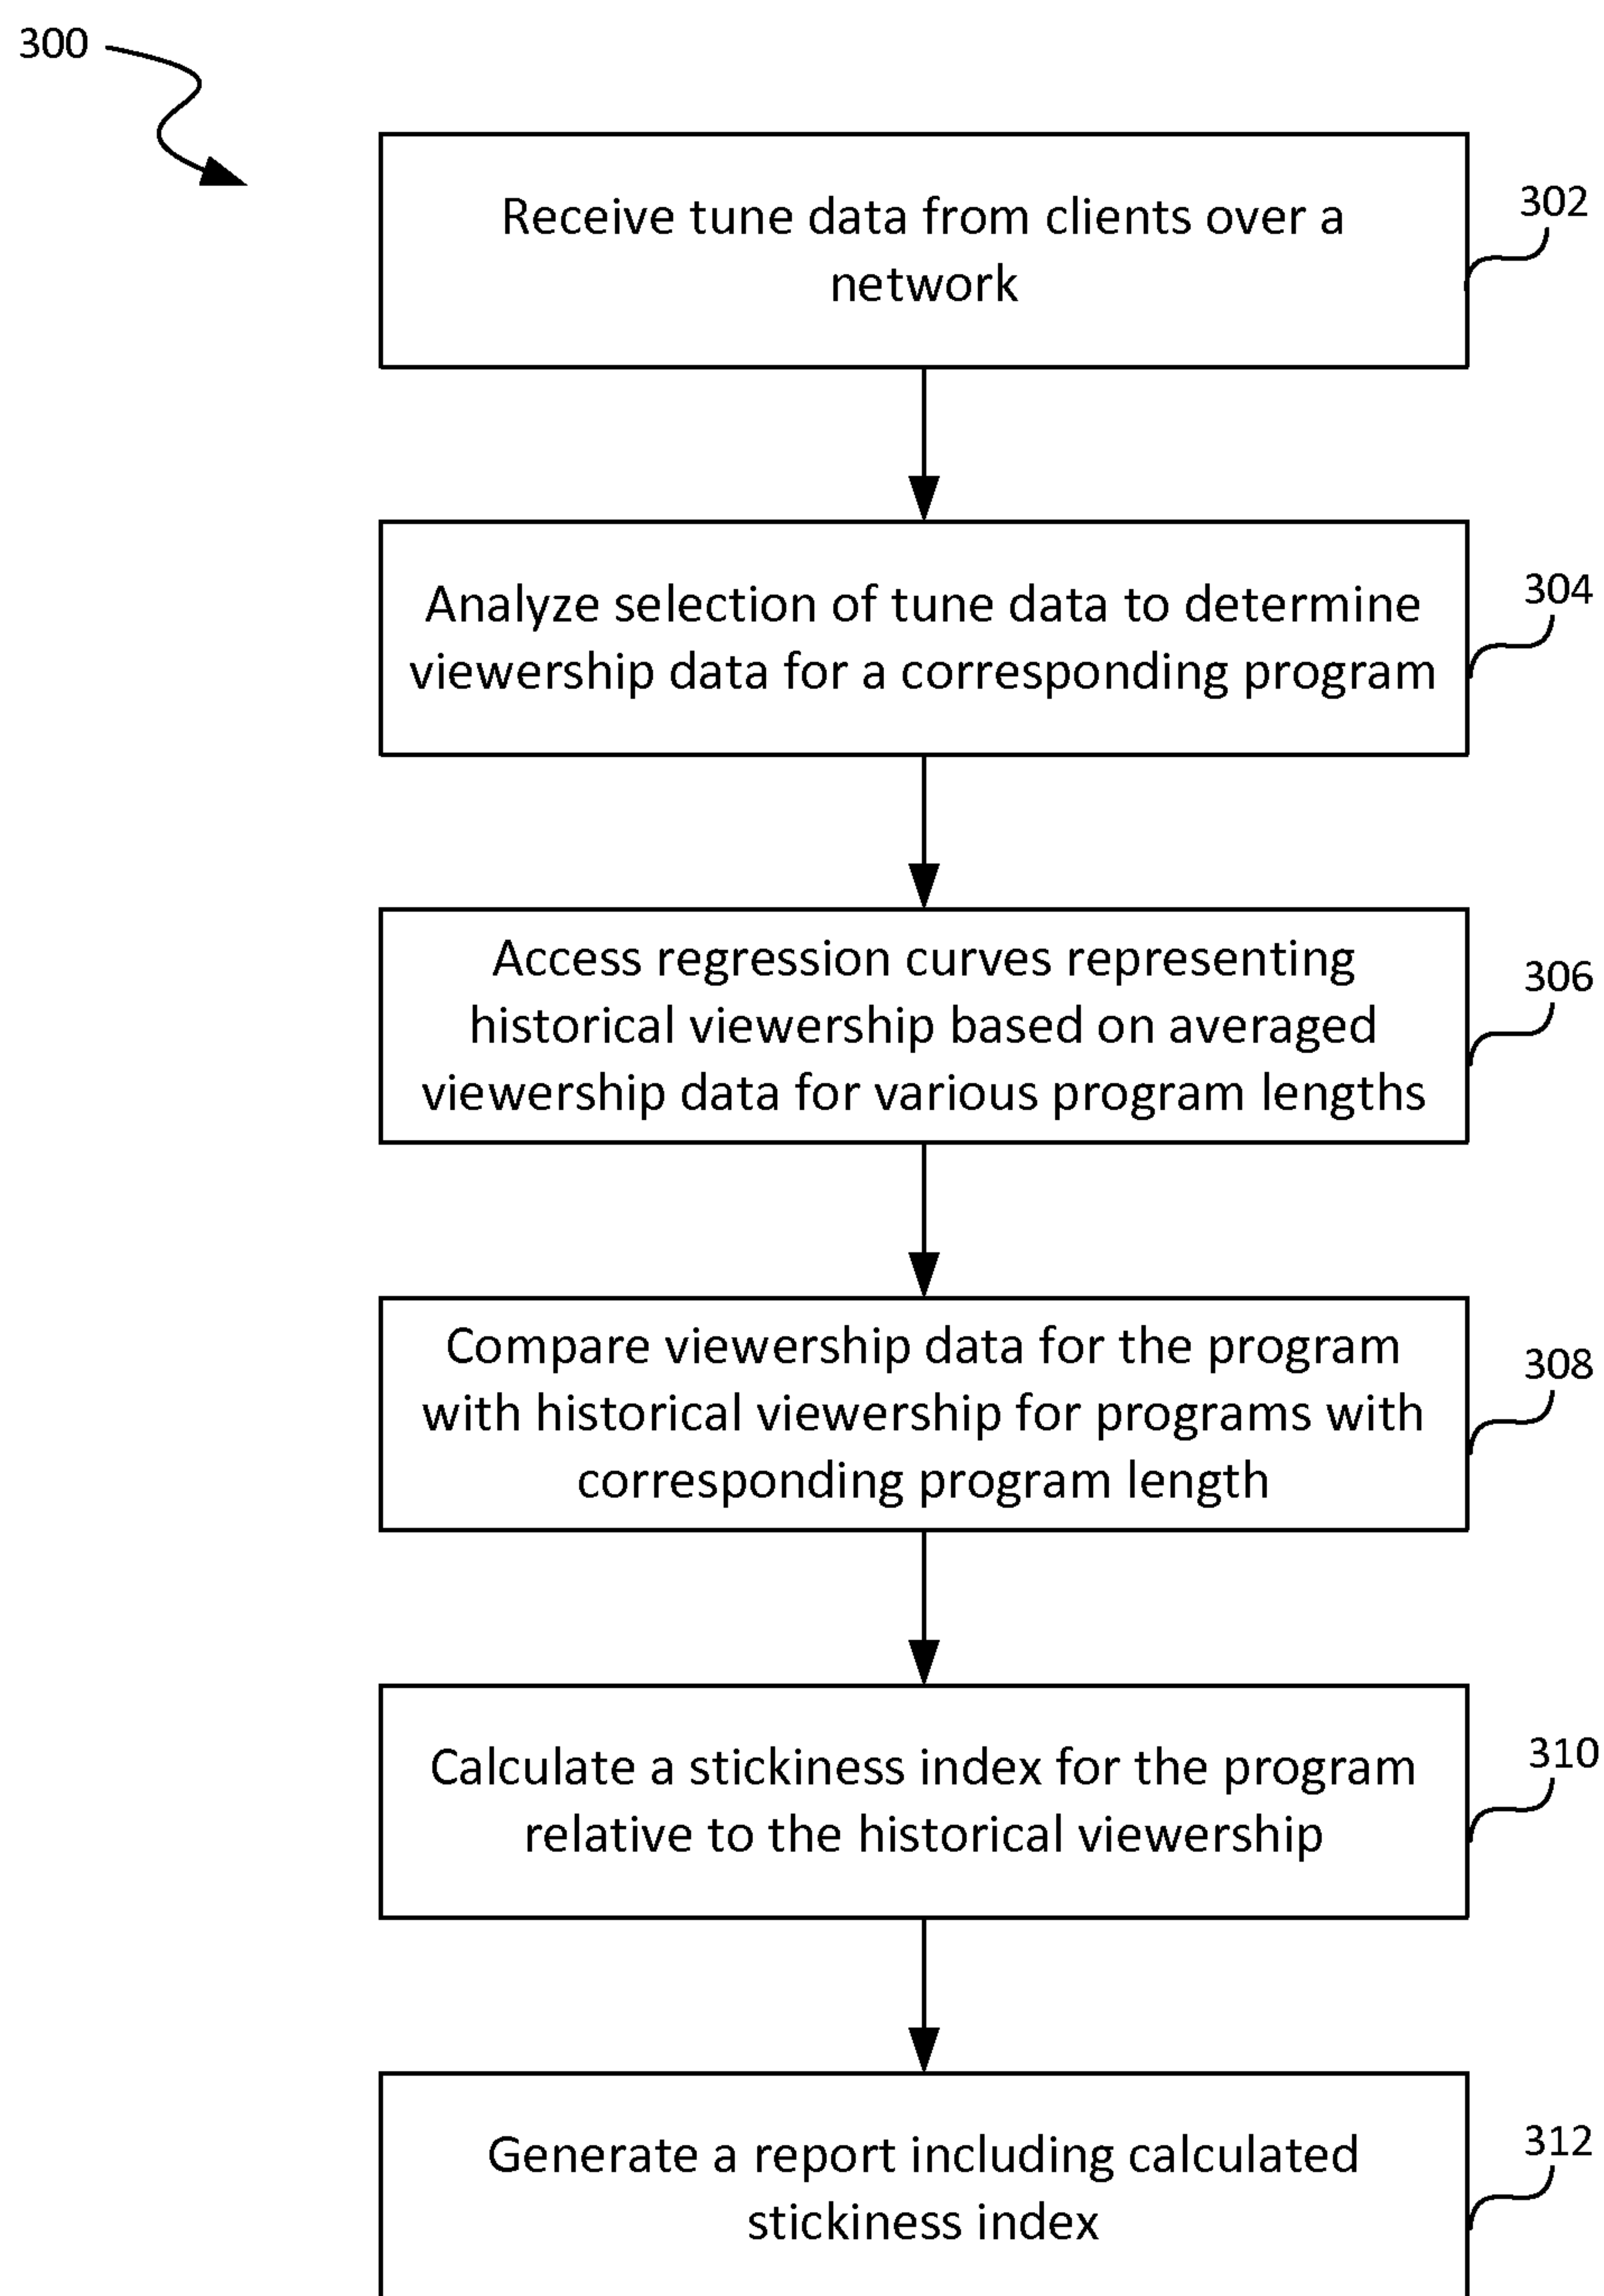 300
Receive tune data from clients over a
network
302
Analyze selection of tune data to determine
viewership data for a corresponding program
304
Access regression curves representing
historical viewership based on averaged
viewership data for various program lengths
306
Compare viewership data for the program
with historical viewership for programs with
corresponding program length
308
Calculate a stickiness index for the program
relative to the historical viewership
310
Generate a report including calculated
stickiness index
312